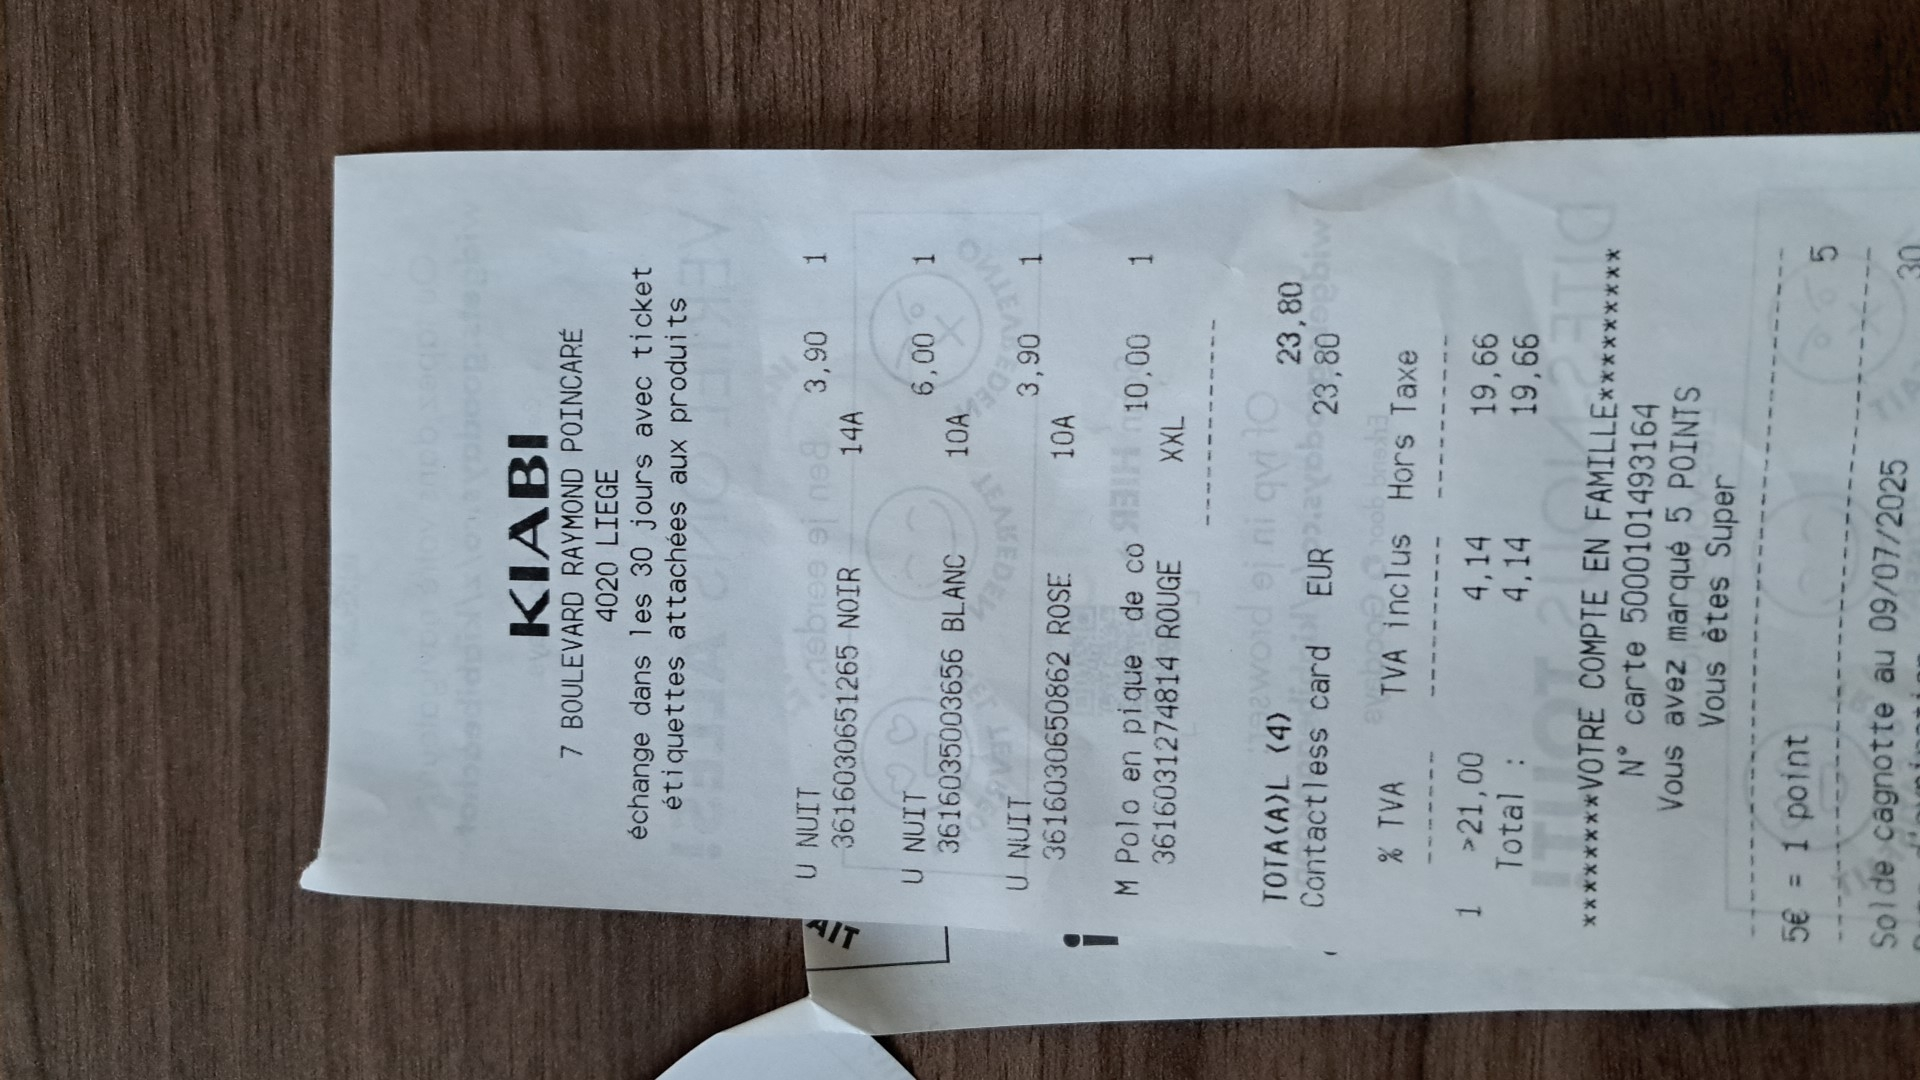 KIABI
7 BOULEVARD RAYMOND POINCARÉ
4020 LIEGE
échange dans les 30 jours avec ticket
étiquettes attachées aux produits
U NUIT 3,90 1
3616030651265 NOIR 14A
U NUIT 6,00 1
3616035003656 BLANC 10A
U NUIT 3,90 1
3616030650862 ROSE 10A
M Polo en pique de co 10,00 1
3616031274814 ROUGE XXL
TOTA(A)L (4) 23,80
Contactless card EUR 23,80
% TVA TVA inclus Hors Taxe
1 >21,00 4,14 19,66
Total : 4,14 19,66
*******VOTRE COMPTE EN FAMILLE**********
N° carte 5000101493164
Vous avez marqué 5 POINTS
Vous êtes Super
5€ = 1 point 5
Solde cagnotte au 09/07/2025 30
AIT
!